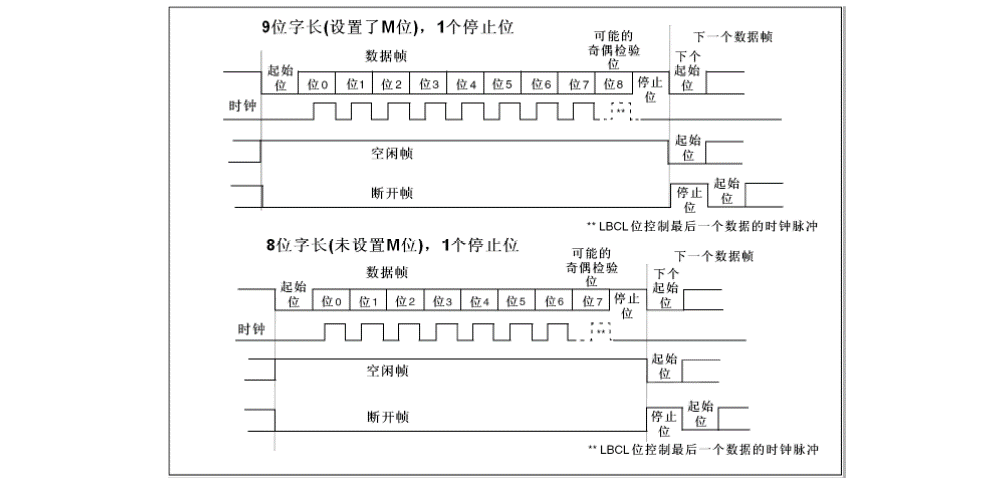 9位字长(设置了M位)，1个停止位
可能的
奇偶检验
位
下一个数据帧
数据帧
下个
起始
位
起始
位
位0
位1
位2
位3
位4
位5
位6
位7
位8
停止
位
时钟
**
空闲帧
起始
位
断开帧
停止
位
起始
位
** LBCL位控制最后一个数据的时钟脉冲
8位字长(未设置M位)，1个停止位
可能的
奇偶检验
位
下一个数据帧
数据帧
下个
起始
位
起始
位
位0
位1
位2
位3
位4
位5
位6
位7
停止
位
时钟
**
空闲帧
起始
位
断开帧
停止
位
起始
位
** LBCL位控制最后一个数据的时钟脉冲